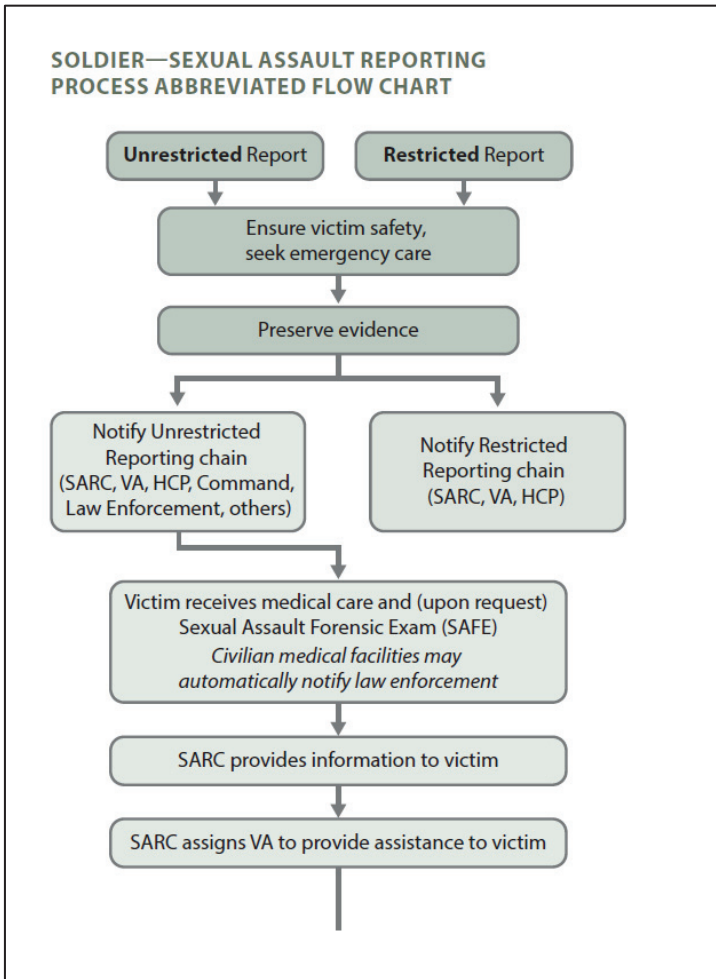 SOLDIER—SEXUAL ASSAULT REPORTING
PROCESS ABBREVIATED FLOW CHART
Unrestricted Report
Restricted Report
Ensure victim safety,
seek emergency care
Preserve evidence
Notify Unrestricted
Reporting chain
(SARC, VA, HCP, Command,
Law Enforcement, others)
Notify Restricted
Reporting chain
(SARC, VA, HCP)
Victim receives medical care and (upon request)
Sexual Assault Forensic Exam (SAFE)
Civilian medical facilities may
automatically notify law enforcement
SARC provides information to victim
SARC assigns VA to provide assistance to victim